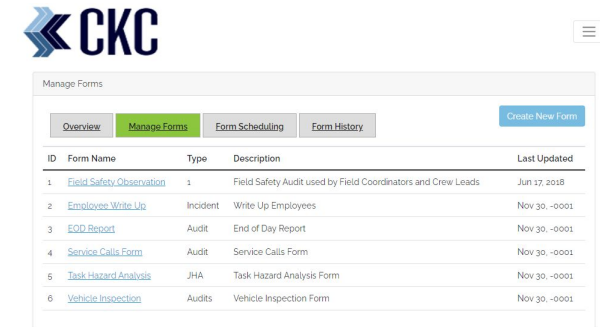 CKC
Manage Forms
Overview Manage Forms Form Scheduling Form History Create New Form
ID Form Name Type Description Last Updated
1 Field Safety Observation 1 Field Safety Audit used by Field Coordinators and Crew Leads Jun 17, 2018
2 Employee Write Up Incident Write Up Employees Nov 30, -0001
3 EOD Report Audit End of Day Report Nov 30, -0001
4 Service Calls Form Audit Service Calls Form Nov 30, -0001
5 Task Hazard Analysis JHA Task Hazard Analysis Form Nov 30, -0001
6 Vehicle Inspection Audits Vehicle Inspection Form Nov 30, -0001